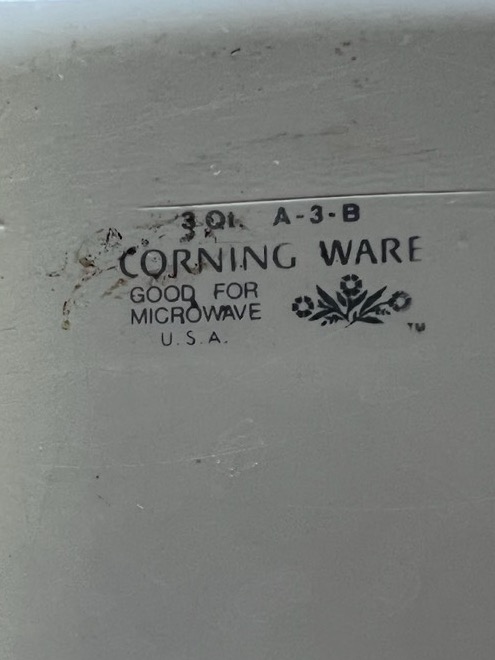 3 QT. A-3-B
CORNING WARE
GOOD FOR
MICROWAVE
U.S.A.
TM